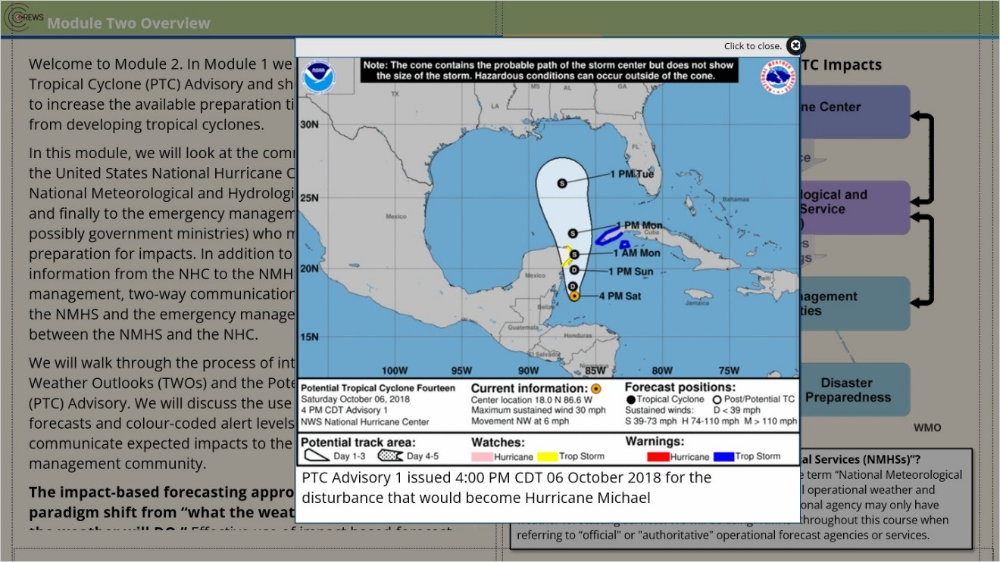 CREWS
Module Two Overview
Welcome to Module 2. In Module 1 we
Tropical Cyclone (PTC) Advisory and sh
to increase the available preparation ti
from developing tropical cyclones.
In this module, we will look at the com
the United States National Hurricane C
National Meteorological and Hydrologi
and finally to the emergency managem
possibly government ministries) who m
preparation for impacts. In addition to
information from the NHC to the NMH
management, two-way communication
the NMHS and the emergency manage
between the NMHS and the NHC.
We will walk through the process of int
Weather Outlooks (TWOs) and the Pote
(PTC) Advisory. We will discuss the use
forecasts and colour-coded alert levels
communicate expected impacts to the
management community.
The impact-based forecasting appro
paradigm shift from “what the weat
the weather will DO.” Effective use of impact-based forecast
Click to close.
NOAA
Note: The cone contains the probable path of the storm center but does not show
the size of the storm. Hazardous conditions can occur outside of the cone.
TX
LA
MS
AL
GA
FL
30N
25N
20N
15N
1 PM Tue
1 PM Mon
1 AM Mon
1 PM Sun
4 PM Sat
S
S
S
D
D
Bahamas
Mexico
Cuba
Mexico
Haiti
Jamaica
Belize
Guatemala
Honduras
El Salvador
Nicaragua
100W 95W 90W 85W 80W 75W
Potential Tropical Cyclone Fourteen
Saturday October 06, 2018
4 PM CDT Advisory 1
NWS National Hurricane Center
Current information:
Center location 18.0 N 86.6 W
Maximum sustained wind 30 mph
Movement NW at 6 mph
Forecast positions:
Tropical Cyclone Post/Potential TC
Sustained winds: D < 39 mph
S 39-73 mph H 74-110 mph M > 110 mph
Potential track area:
Day 1-3 Day 4-5
Watches:
Hurricane Trop Storm
Warnings:
Hurricane Trop Storm
PTC Advisory 1 issued 4:00 PM CDT 06 October 2018 for the
disturbance that would become Hurricane Michael
TC Impacts
ne Center
ce
logical and
Service
)
s
gs
nagement
ties
Disaster
Preparedness
WMO
al Services (NMHSs)”?
e term “National Meteorological
l operational weather and
onal agency may only have
throughout this course when
referring to “official" or "authoritative" operational forecast agencies or services.